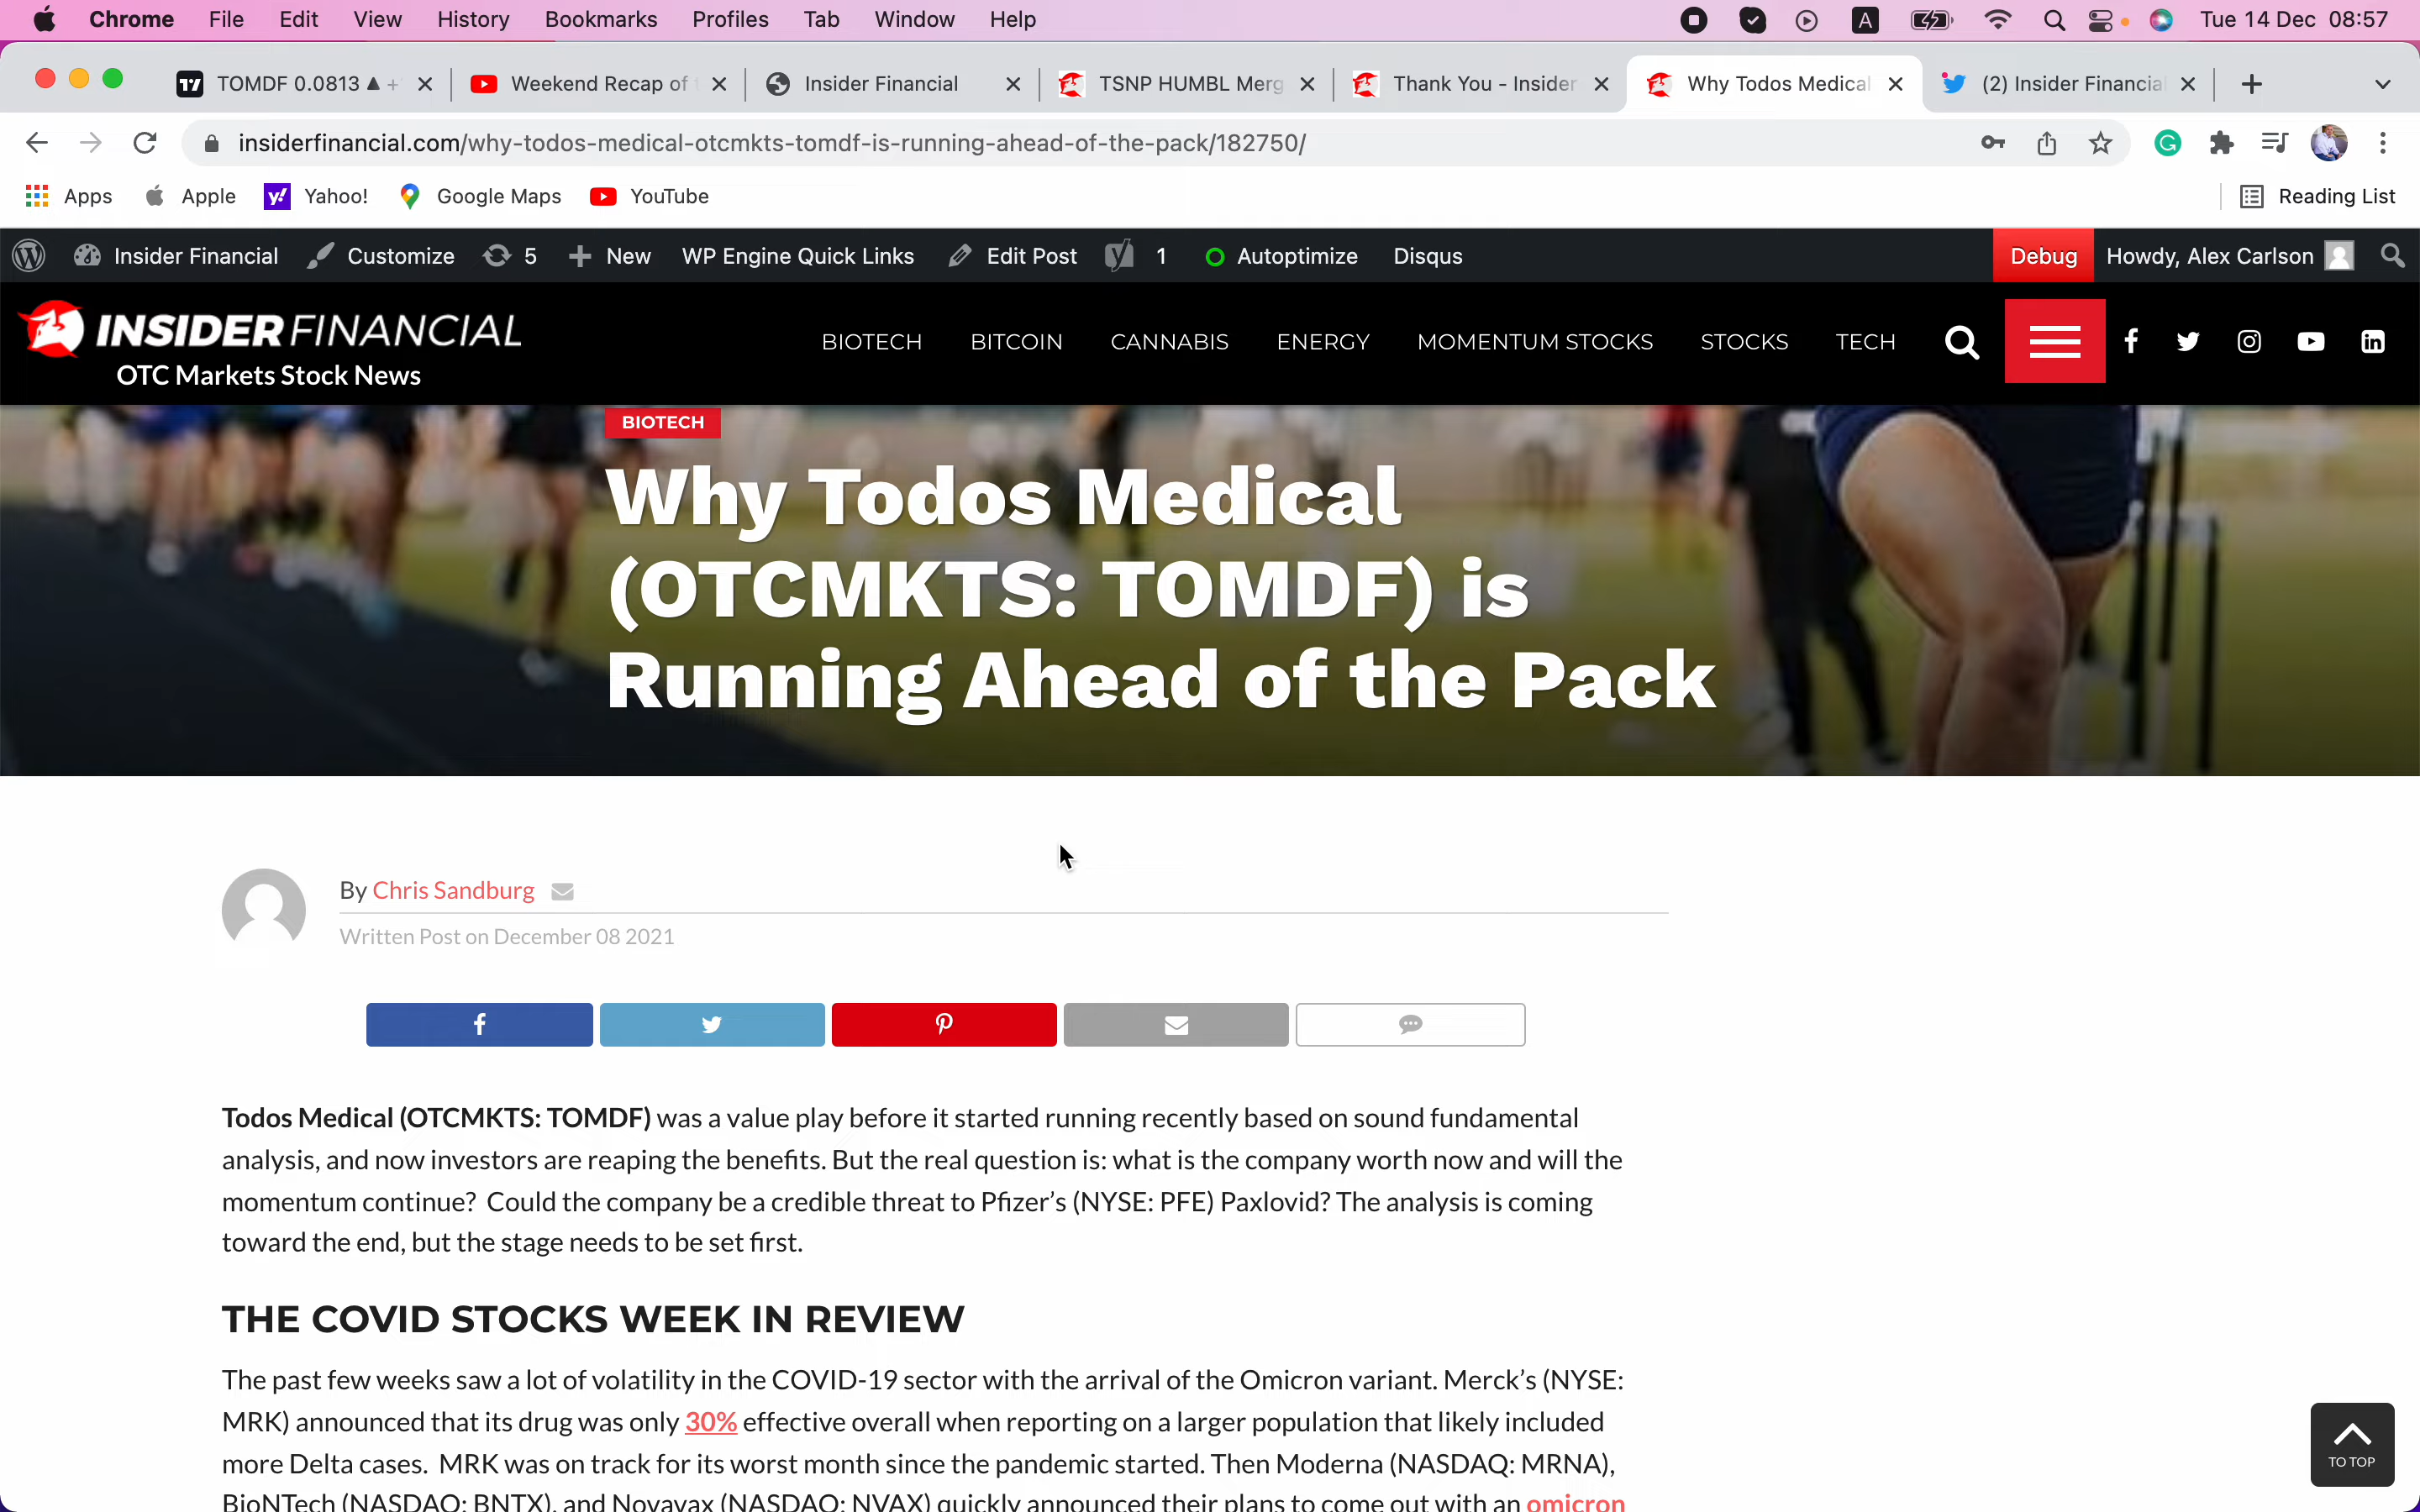 Chrome File Edit View History Bookmarks Profiles Tab Window Help A Tue 14 Dec 08:57
TOMDF 0.0813 ▲ + Weekend Recap of Insider Financial TSNP HUMBL Merg Thank You - Insider Why Todos Medical (2) Insider Financial
insiderfinancial.com/why-todos-medical-otcmkts-tomdf-is-running-ahead-of-the-pack/182750/
Apps Apple Yahoo! Google Maps YouTube Reading List
Insider Financial Customize 5 New WP Engine Quick Links Edit Post 1 Autoptimize Disqus Debug Howdy, Alex Carlson
INSIDERFINANCIAL
OTC Markets Stock News
BIOTECH BITCOIN CANNABIS ENERGY MOMENTUM STOCKS STOCKS TECH
BIOTECH
Why Todos Medical
(OTCMKTS: TOMDF) is
Running Ahead of the Pack
By Chris Sandburg
Written Post on December 08 2021
Todos Medical (OTCMKTS: TOMDF) was a value play before it started running recently based on sound fundamental
analysis, and now investors are reaping the benefits. But the real question is: what is the company worth now and will the
momentum continue? Could the company be a credible threat to Pfizer’s (NYSE: PFE) Paxlovid? The analysis is coming
toward the end, but the stage needs to be set first.
THE COVID STOCKS WEEK IN REVIEW
The past few weeks saw a lot of volatility in the COVID-19 sector with the arrival of the Omicron variant. Merck’s (NYSE:
MRK) announced that its drug was only 30% effective overall when reporting on a larger population that likely included
more Delta cases. MRK was on track for its worst month since the pandemic started. Then Moderna (NASDAQ: MRNA),
BioNTech (NASDAQ: BNTX), and Novavax (NASDAQ: NVAX) quickly announced their plans to come out with an omicron
TO TOP